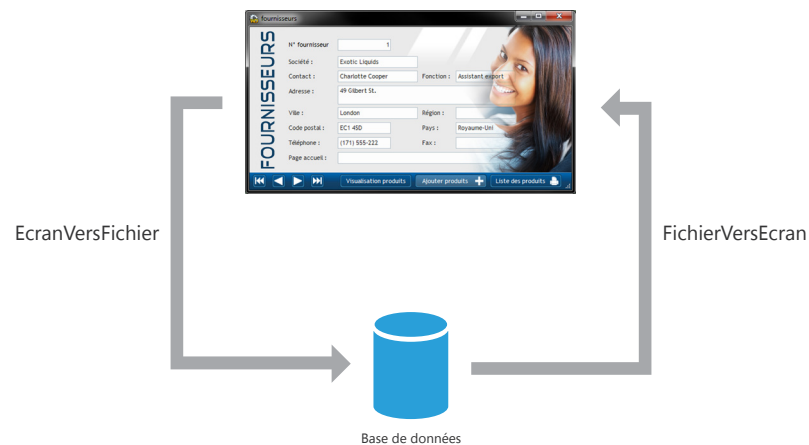 fournisseurs
FOURNISSEURS
N° fournisseur 1
Société : Exotic Liquids
Contact : Charlotte Cooper Fonction : Assistant export
Adresse : 49 Gilbert St.
Ville : London Région :
Code postal : EC1 4SD Pays : Royaume-Uni
Téléphone : (171) 555-222 Fax :
Page accueil :
Visualisation produits Ajouter produits Liste des produits
EcranVersFichier
FichierVersEcran
Base de données